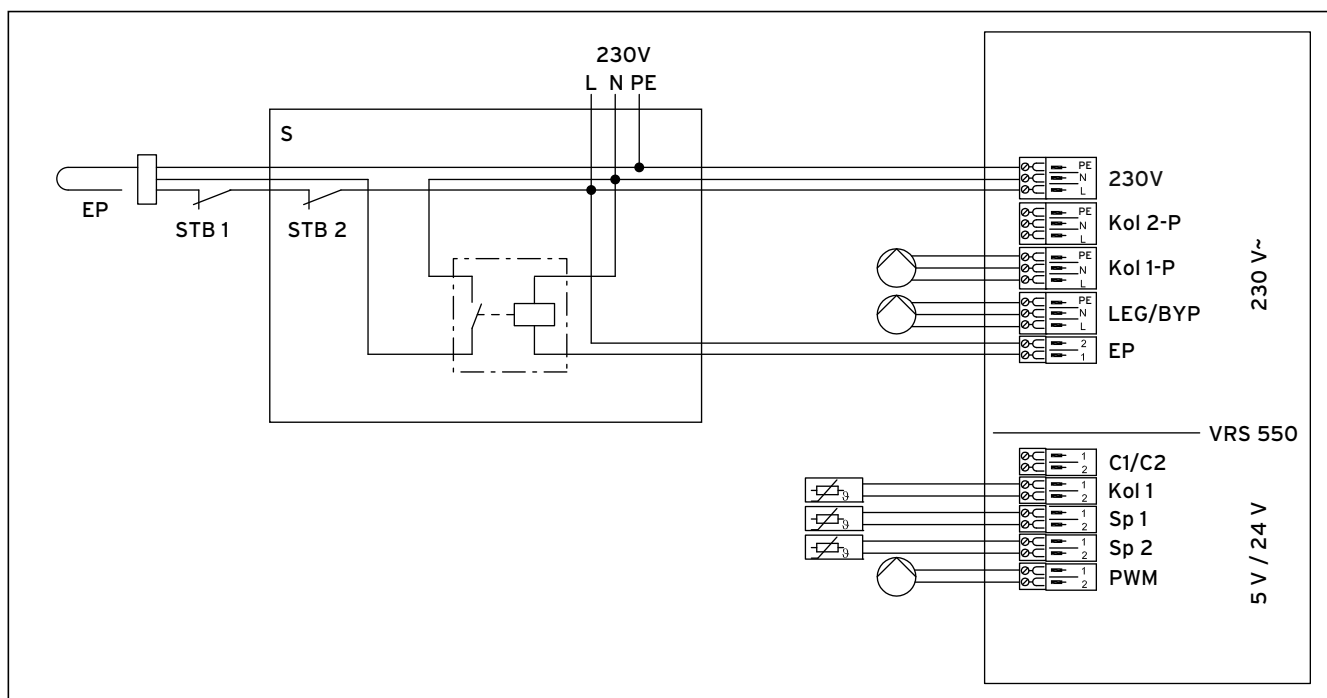 230V
L N PE
S
EP
STB 1
STB 2
PE
N
L
230V
PE
N
L
Kol 2-P
PE
N
L
Kol 1-P
PE
N
L
LEG/BYP
2
1
EP
230 V~
VRS 550
1
2
C1/C2
ϑ
1
2
Kol 1
ϑ
1
2
Sp 1
ϑ
1
2
Sp 2
1
2
PWM
5 V / 24 V